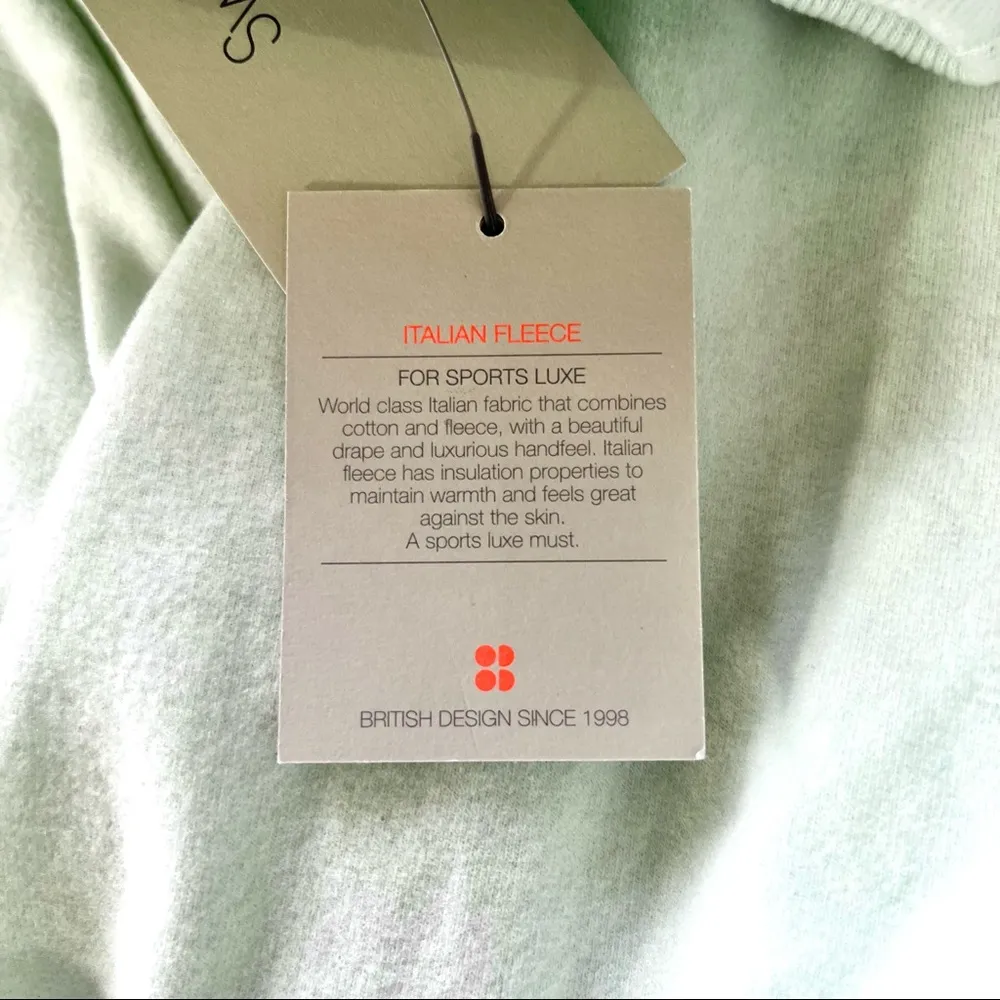 ITALIAN FLEECE
FOR SPORTS LUXE
World class Italian fabric that combines
cotton and fleece, with a beautiful
drape and luxurious handfeel. Italian
fleece has insulation properties to
maintain warmth and feels great
against the skin.
A sports luxe must.
BRITISH DESIGN SINCE 1998